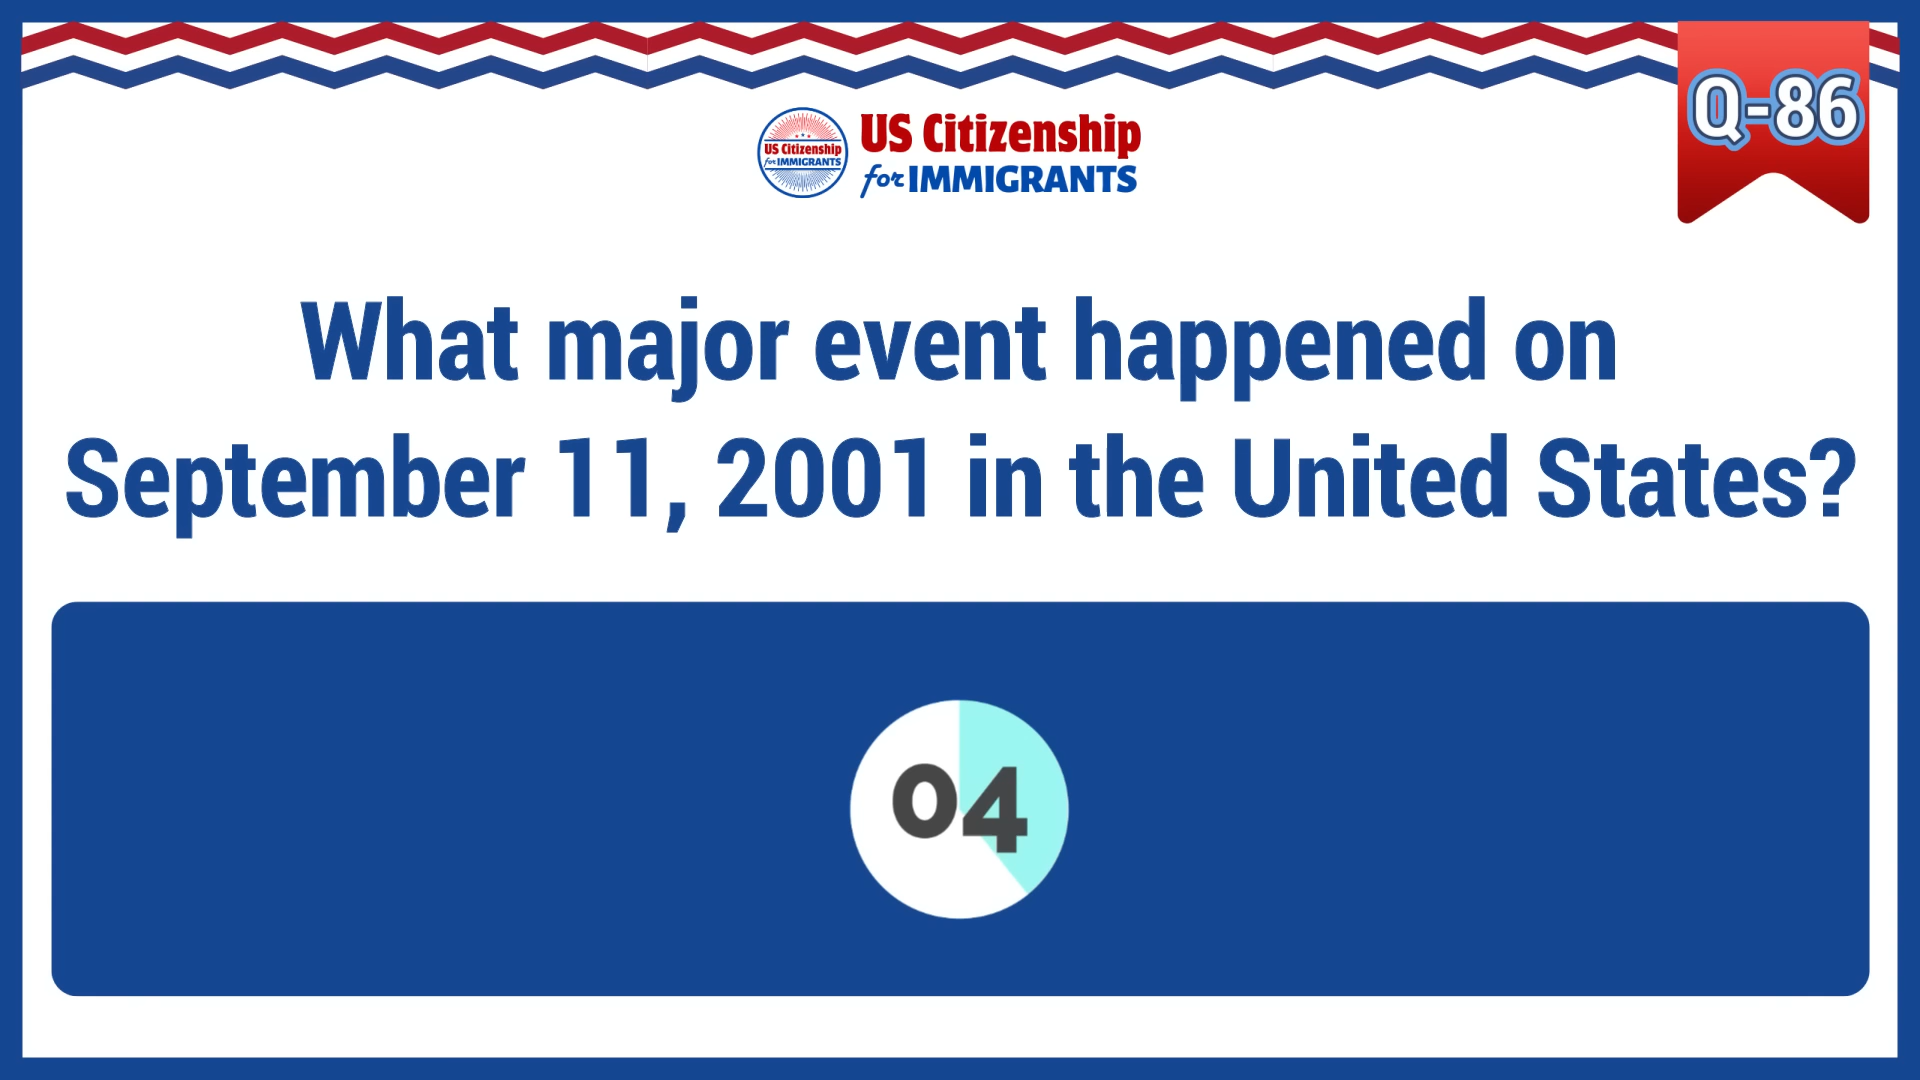 Q-86
US Citizenship
for IMMIGRANTS
US Citizenship
for IMMIGRANTS
What major event happened on
September 11, 2001 in the United States?
04